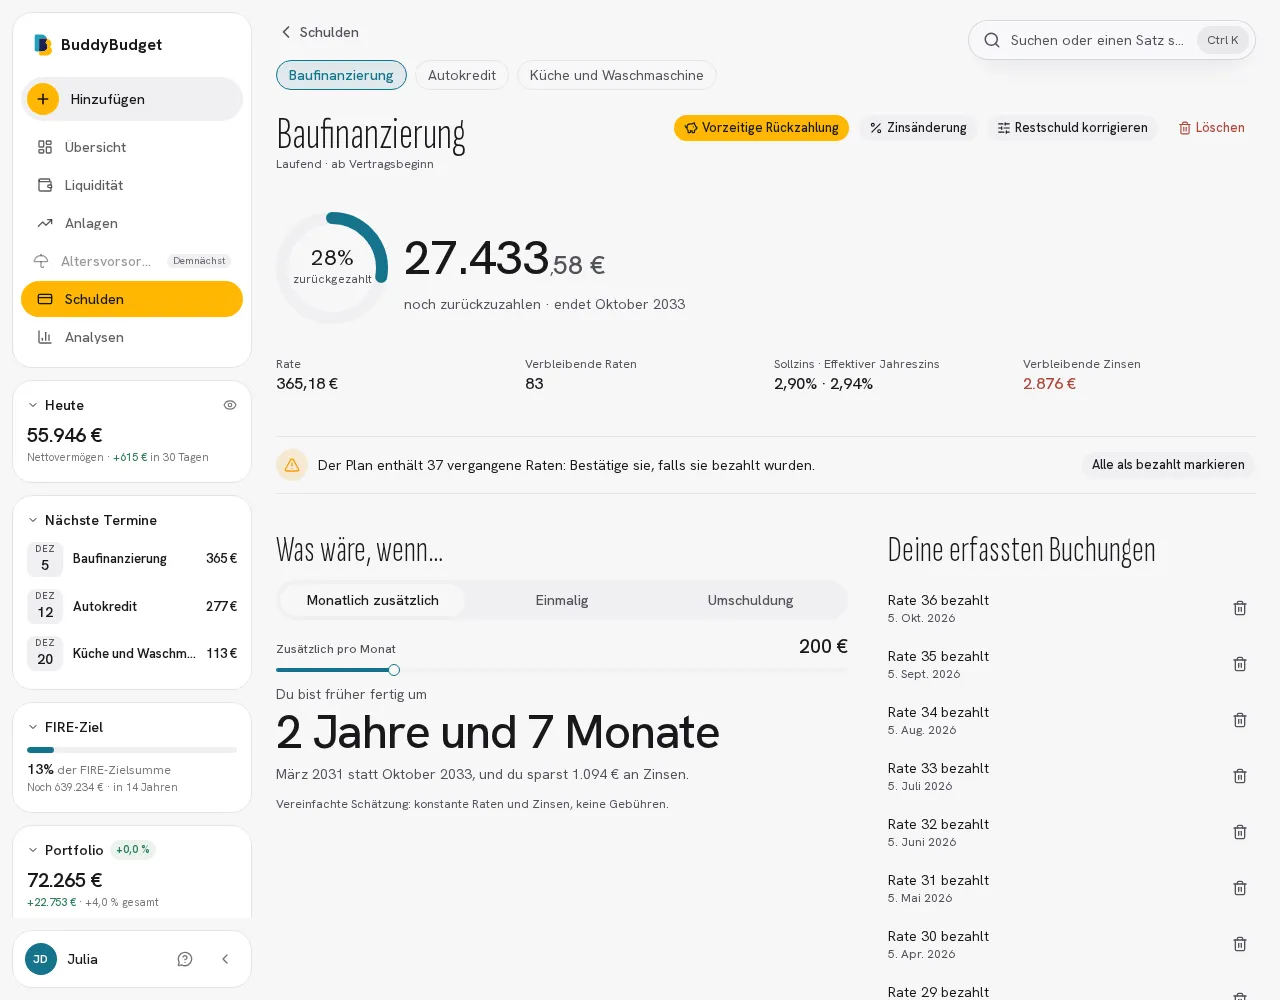 BuddyBudget
Hinzufügen
Übersicht
Liquidität
Anlagen
Altersvorsor... Demnächst
Schulden
Analysen
Heute
55.946 €
Nettovermögen · +615 € in 30 Tagen
Nächste Termine
DEZ
5
Baufinanzierung 365 €
DEZ
12
Autokredit 277 €
DEZ
20
Küche und Waschm... 113 €
FIRE-Ziel
13% der FIRE-Zielsumme
Noch 639.234 € · in 14 Jahren
Portfolio +0,0 %
72.265 €
+22.753 € · +4,0 % gesamt
JD Julia
Schulden
Suchen oder einen Satz s... Ctrl K
Baufinanzierung Autokredit Küche und Waschmaschine
Baufinanzierung
Laufend · ab Vertragsbeginn
Vorzeitige Rückzahlung Zinsänderung Restschuld korrigieren Löschen
28%
zurückgezahlt
27.433,58 €
noch zurückzuzahlen · endet Oktober 2033
Rate
365,18 €
Verbleibende Raten
83
Sollzins · Effektiver Jahreszins
2,90% · 2,94%
Verbleibende Zinsen
2.876 €
Der Plan enthält 37 vergangene Raten: Bestätige sie, falls sie bezahlt wurden.
Alle als bezahlt markieren
Was wäre, wenn...
Monatlich zusätzlich Einmalig Umschuldung
Zusätzlich pro Monat 200 €
Du bist früher fertig um
2 Jahre und 7 Monate
März 2031 statt Oktober 2033, und du sparst 1.094 € an Zinsen.
Vereinfachte Schätzung: konstante Raten und Zinsen, keine Gebühren.
Deine erfassten Buchungen
Rate 36 bezahlt
5. Okt. 2026
Rate 35 bezahlt
5. Sept. 2026
Rate 34 bezahlt
5. Aug. 2026
Rate 33 bezahlt
5. Juli 2026
Rate 32 bezahlt
5. Juni 2026
Rate 31 bezahlt
5. Mai 2026
Rate 30 bezahlt
5. Apr. 2026
Rate 29 bezahlt